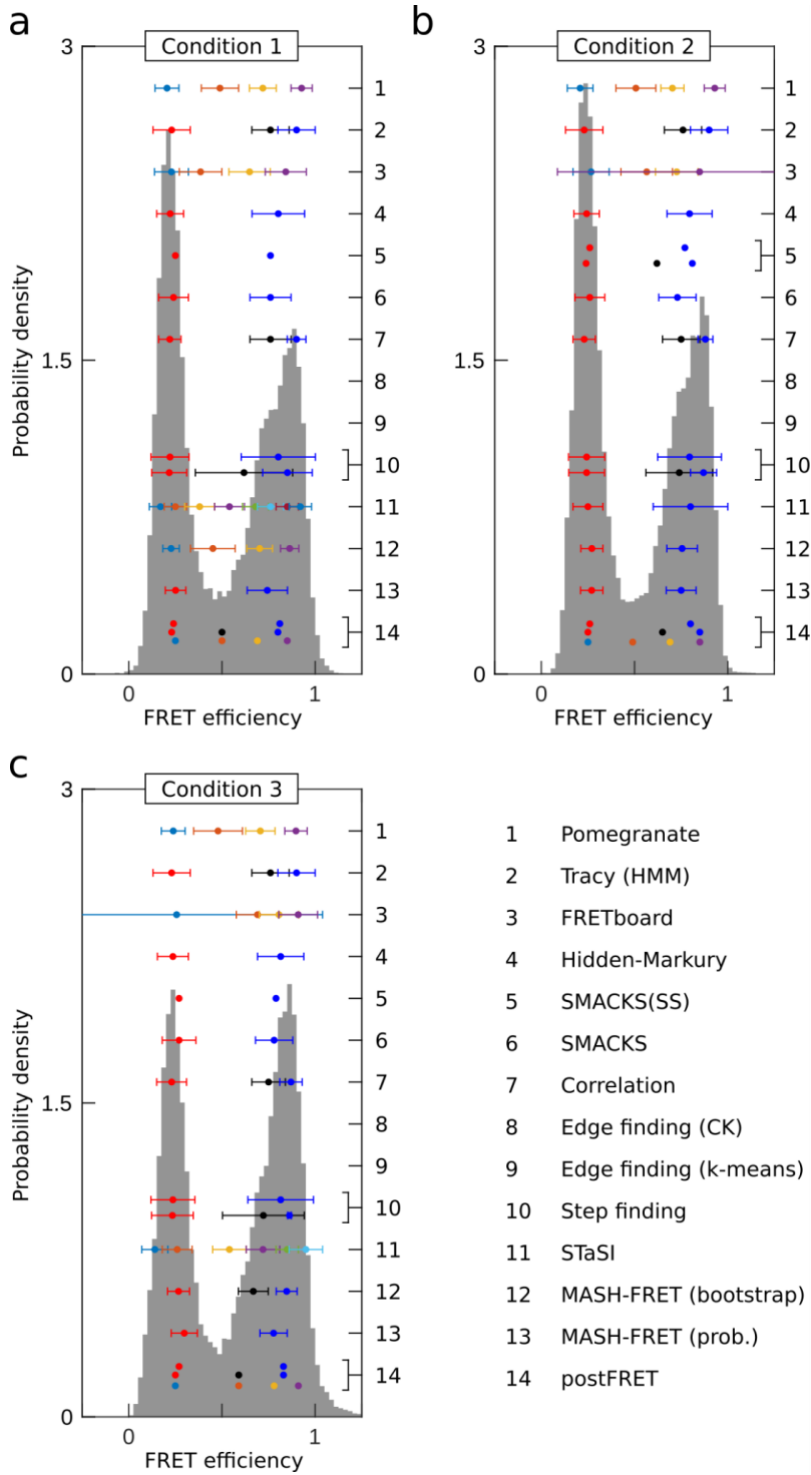 a
Condition 1
3
1.5
0
Probability density
1
2
3
4
5
6
7
8
9
10
11
12
13
14
0
1
FRET efficiency
b
Condition 2
3
1.5
0
1
2
3
4
5
6
7
8
9
10
11
12
13
14
0
1
FRET efficiency
c
Condition 3
3
1.5
0
Probability density
1
2
3
4
5
6
7
8
9
10
11
12
13
14
0
1
FRET efficiency
1 Pomegranate
2 Tracy (HMM)
3 FRETboard
4 Hidden-Markury
5 SMACKS(SS)
6 SMACKS
7 Correlation
8 Edge finding (CK)
9 Edge finding (k-means)
10 Step finding
11 STaSI
12 MASH-FRET (bootstrap)
13 MASH-FRET (prob.)
14 postFRET